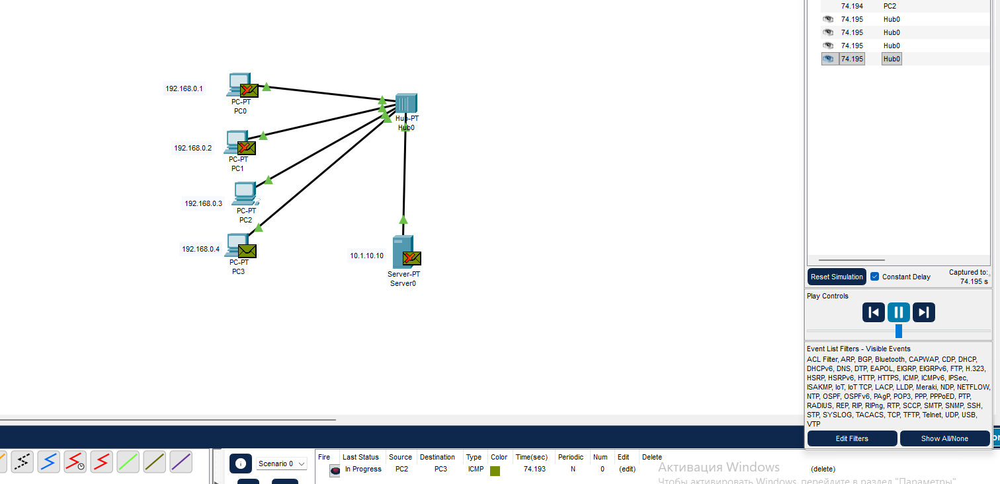 74.194 PC2
74.195 Hub0
74.195 Hub0
74.195 Hub0
74.195 Hub0
192.168.0.1
PC-PT
PC0
Hub-PT
Hub0
192.168.0.2
PC-PT
PC1
192.168.0.3
PC-PT
PC2
192.168.0.4
PC-PT
PC3
10.1.10.10
Server-PT
Server0
Reset Simulation Constant Delay Captured to:
74.195 s
Play Controls
Event List Filters - Visible Events
ACL Filter, ARP, BGP, Bluetooth, CAPWAP, CDP, DHCP,
DHCPv6, DNS, DTP, EAPOL, EIGRP, EIGRPv6, FTP, H.323,
HSRP, HSRPv6, HTTP, HTTPS, ICMP, ICMPv6, IPSec,
ISAKMP, IoT, IoT TCP, LACP, LLDP, Meraki, NDP, NETFLOW,
NTP, OSPF, OSPFv6, PAgP, POP3, PPP, PPPoED, PTP,
RADIUS, REP, RIP, RIPng, RTP, SCCP, SMTP, SNMP, SSH,
STP, SYSLOG, TACACS, TCP, TFTP, Telnet, UDP, USB,
VTP
Edit Filters Show All/None
Scenario 0
Fire Last Status Source Destination Type Color Time(sec) Periodic Num Edit Delete
In Progress PC2 PC3 ICMP 74.193 N 0 (edit) (delete)
Активация Windows
Чтобы активировать Windows, перейдите в раздел "Параметры".